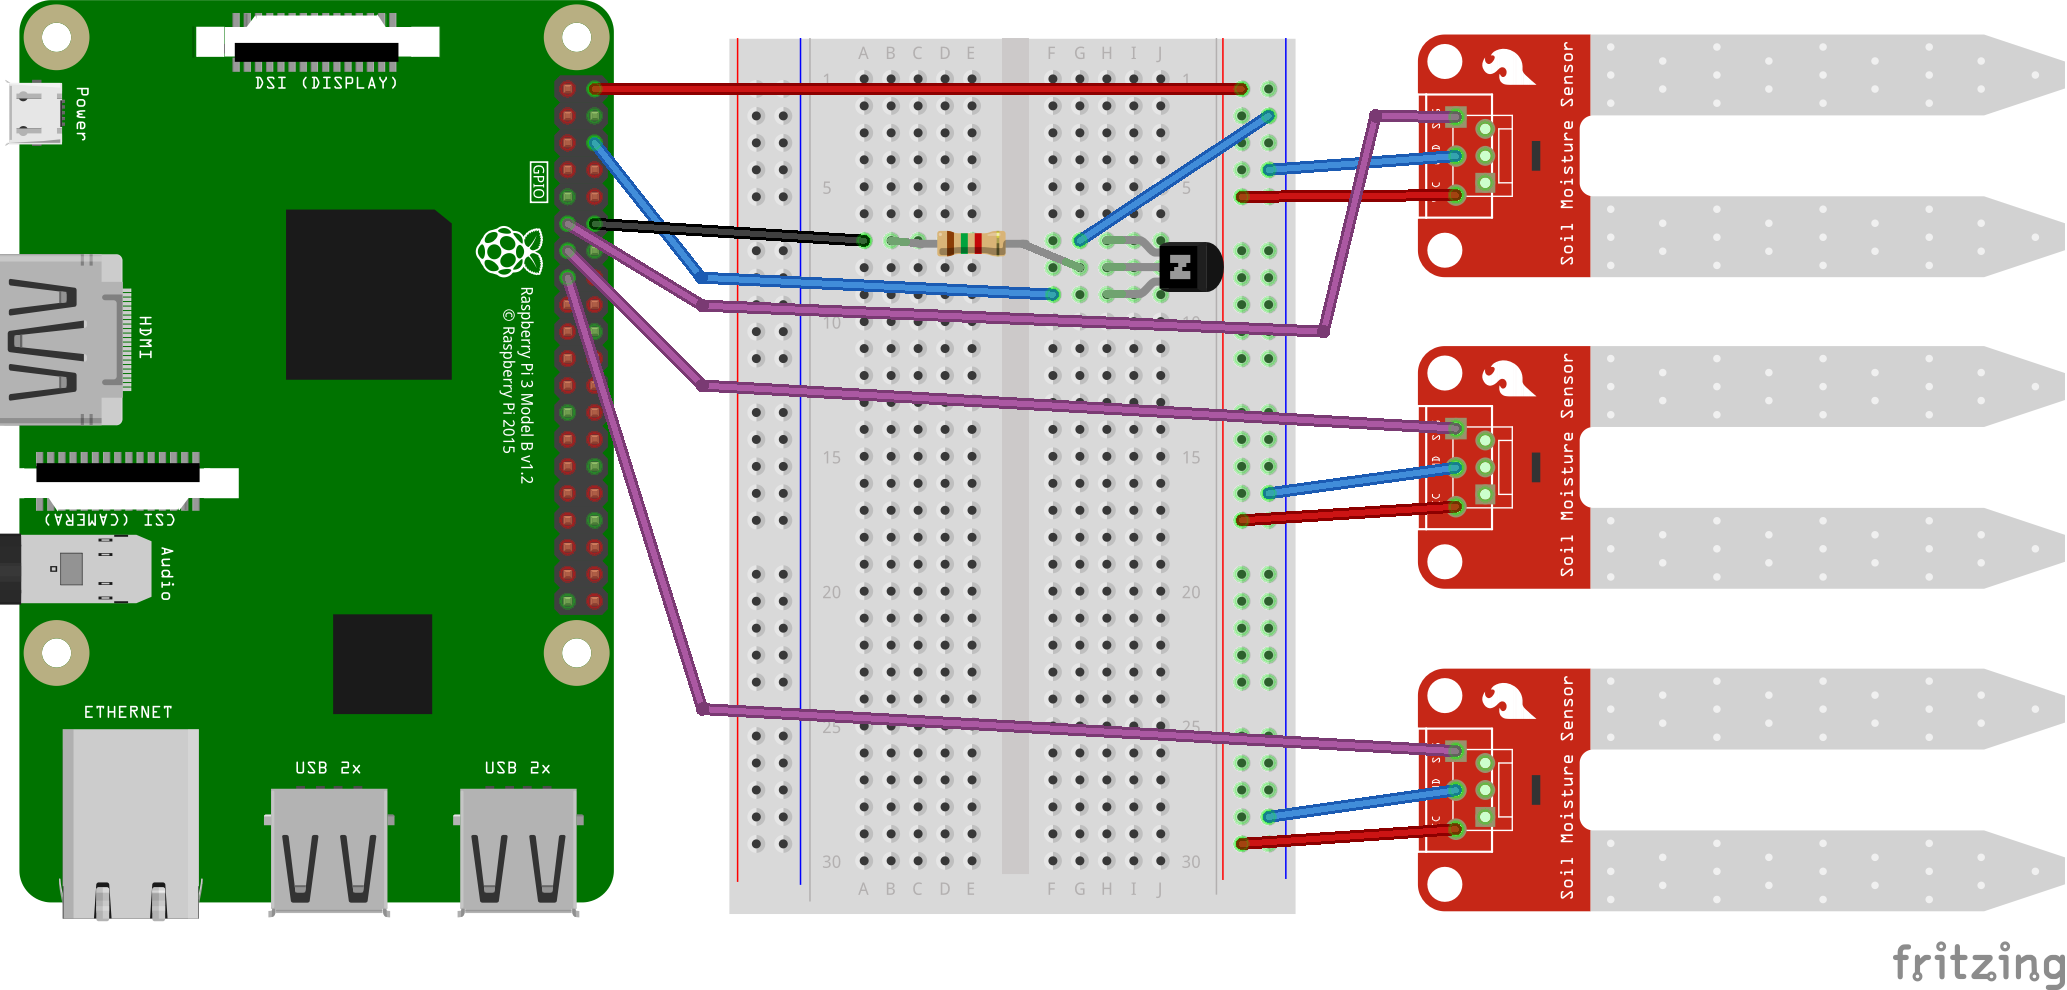 DSI (DISPLAY)
Power
GPIO
HDMI
Raspberry Pi 3 Model B v1.2
© Raspberry Pi 2015
CSI (CAMERA)
Audio
ETHERNET
USB 2x
USB 2x
A B C D E F G H I J
1 1
5 5
10 10
15 15
20 20
25 25
30 30
A B C D E F G H I J
N
Soil Moisture Sensor
Soil Moisture Sensor
Soil Moisture Sensor
fritzing